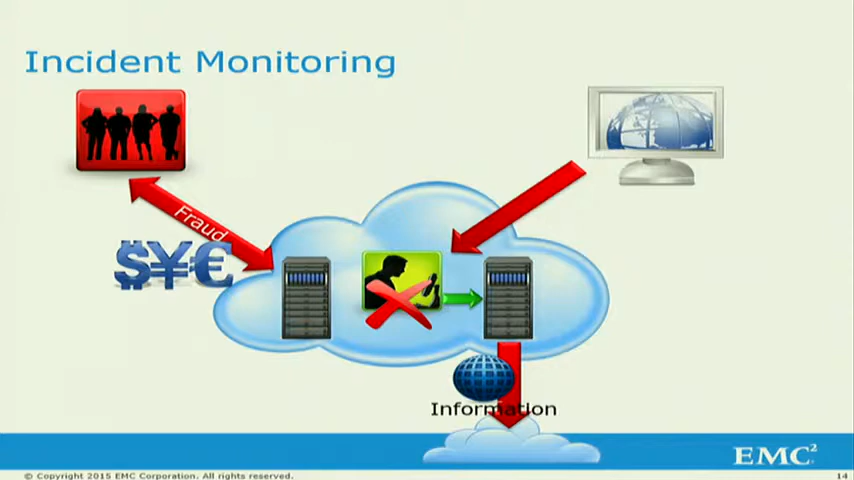 Incident Monitoring
Fraud
$¥€
Information
EMC²
© Copyright 2015 EMC Corporation. All rights reserved.
14